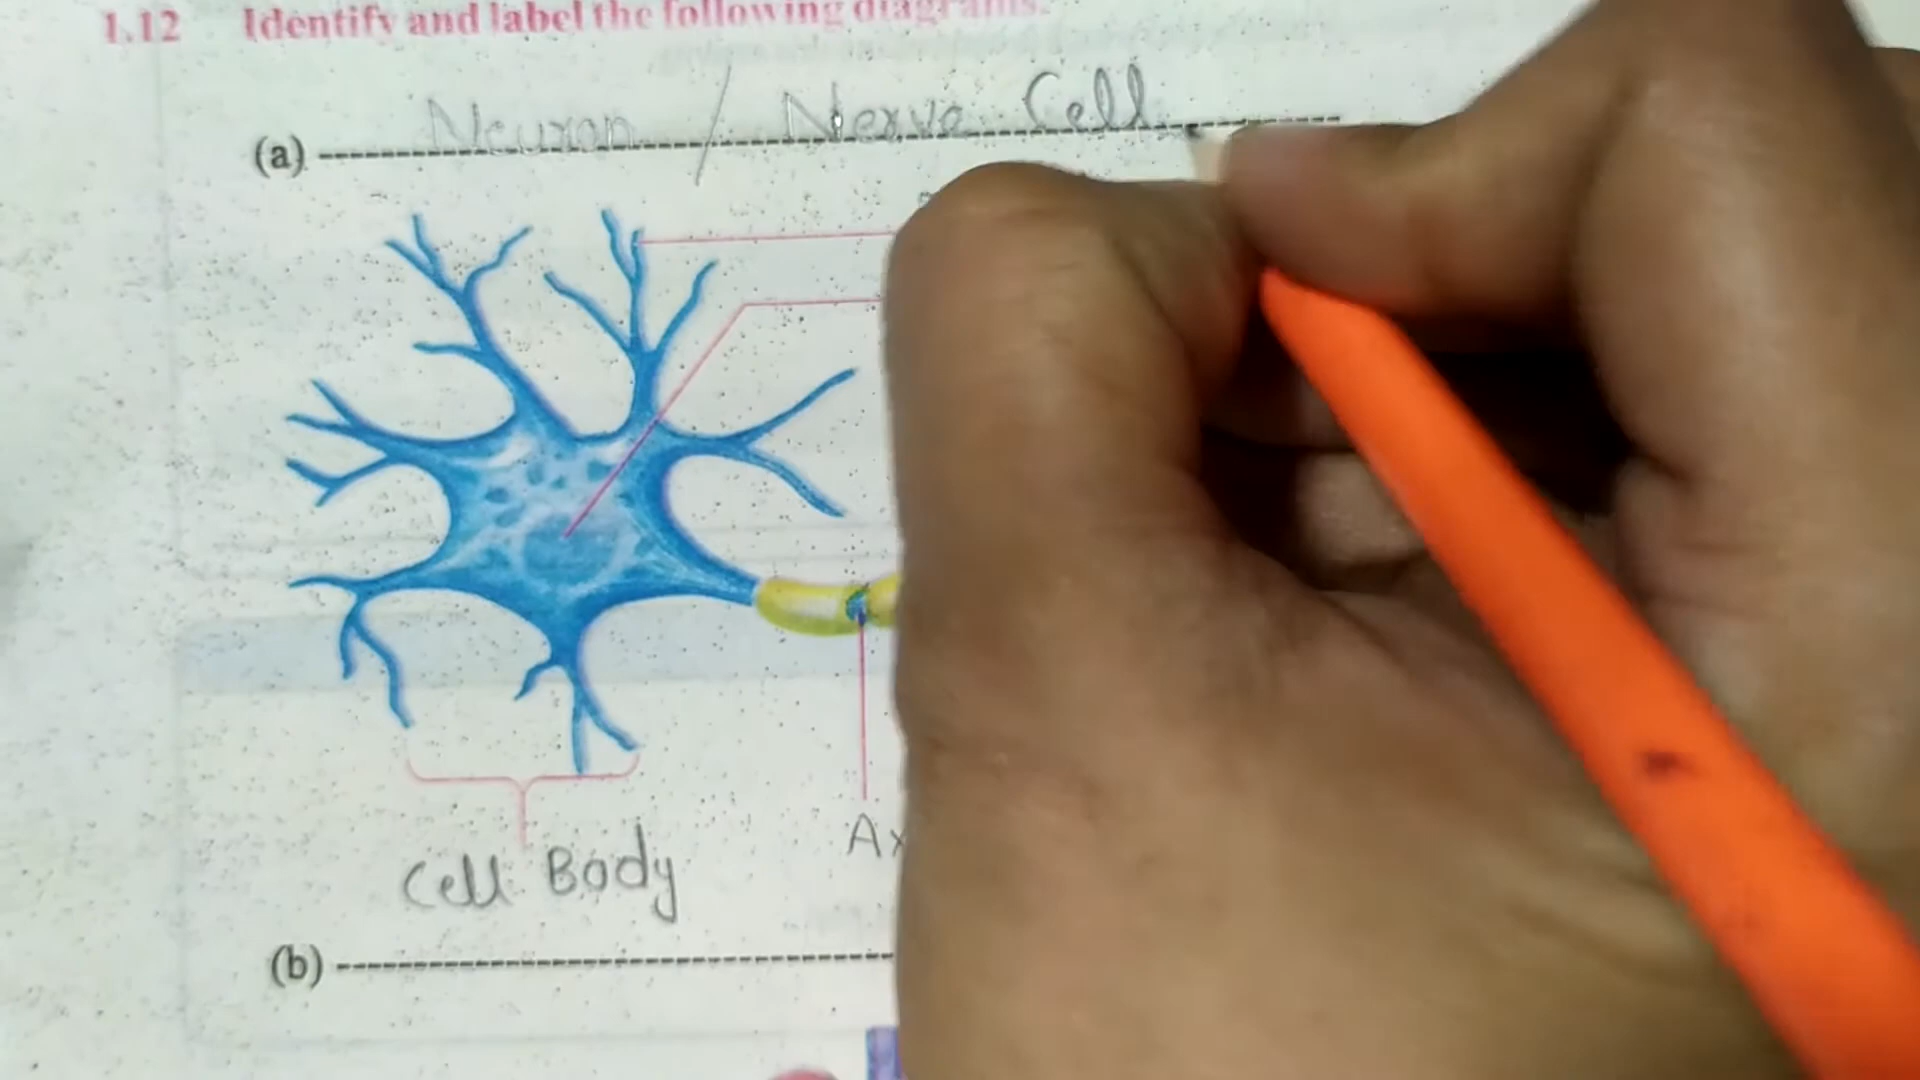 1.12 Identify and label the following diagrams.
(a) Neuron / Nerve Cell
Cell Body
(b)